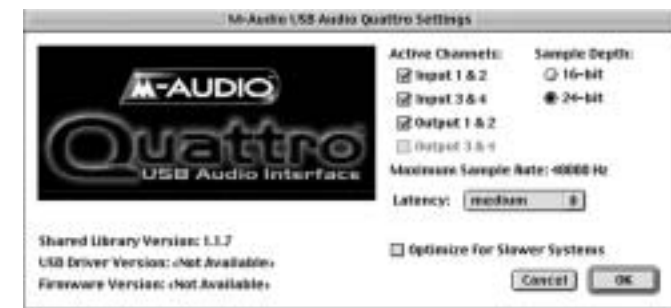 M-Audio USB Audio Quattro Settings
M-AUDIO
Quattro
USB Audio Interface
Active Channels:
Input 1 & 2
Input 3 & 4
Output 1 & 2
Output 3 & 4
Sample Depth:
16-bit
24-bit
Maximum Sample Rate: 48000 Hz
Latency: medium
Shared Library Version: 1.1.7
USB Driver Version: <Not Available>
Firmware Version: <Not Available>
Optimize For Slower Systems
Cancel
OK